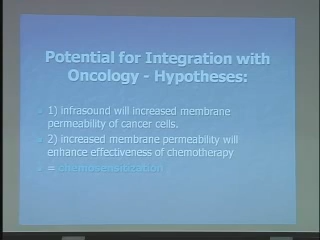 Potential for Integration with
Oncology - Hypotheses:
1) infrasound will increased membrane
permeability of cancer cells.
2) increased membrane permeability will
enhance effectiveness of chemotherapy
= chemosensitization